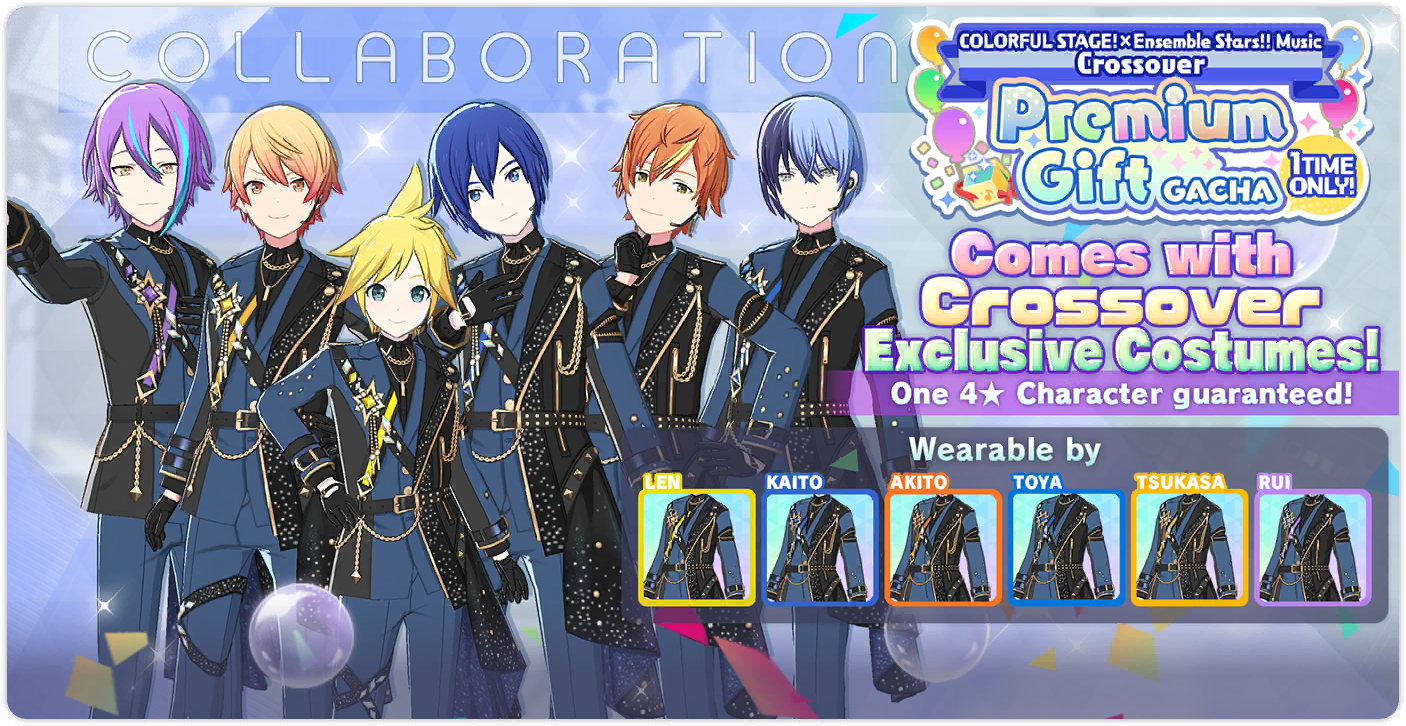 COLLABORATION
COLORFUL STAGE!×Ensemble Stars!! Music
Crossover
Premium
Gift GACHA
1TIME
ONLY!
Comes with
Crossover
Exclusive Costumes!
One 4★ Character guaranteed!
Wearable by
LEN KAITO AKITO TOYA TSUKASA RUI